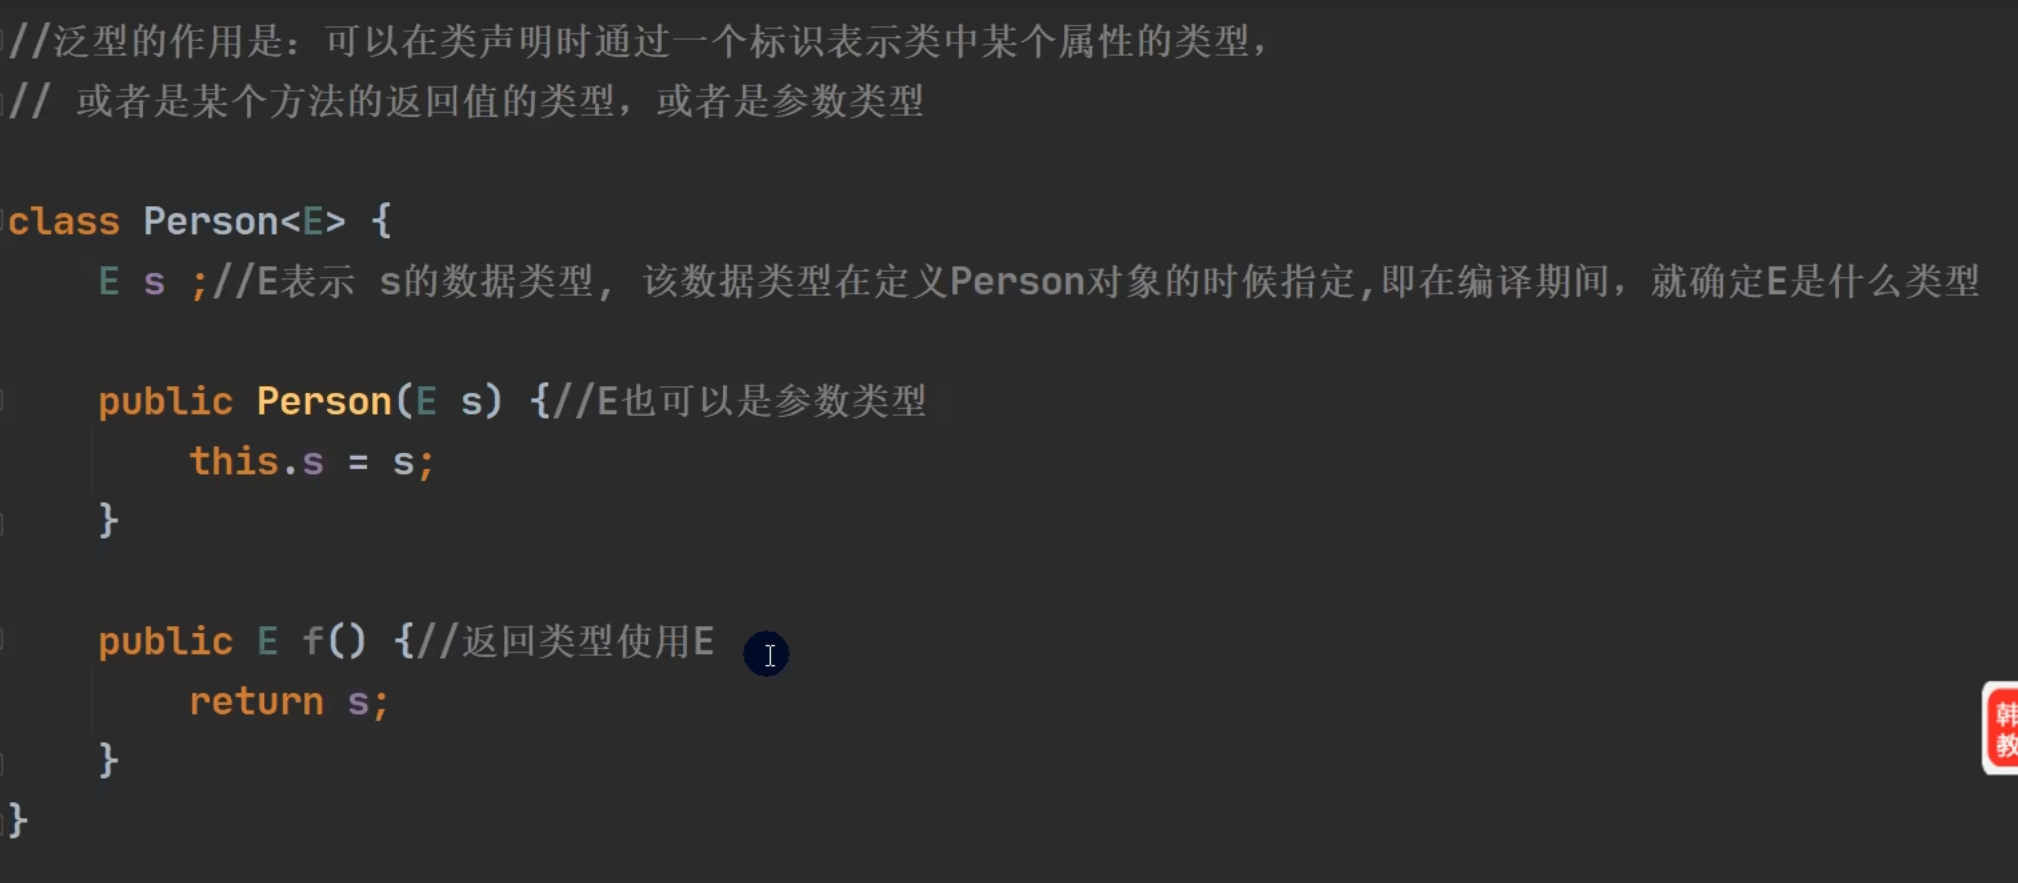 //泛型的作用是：可以在类声明时通过一个标识表示类中某个属性的类型，
// 或者是某个方法的返回值的类型，或者是参数类型
class Person<E> {
E s ;//E表示 s的数据类型, 该数据类型在定义Person对象的时候指定,即在编译期间，就确定E是什么类型
public Person(E s) {//E也可以是参数类型
this.s = s;
}
public E f() {//返回类型使用E
return s;
}
}
韩
教